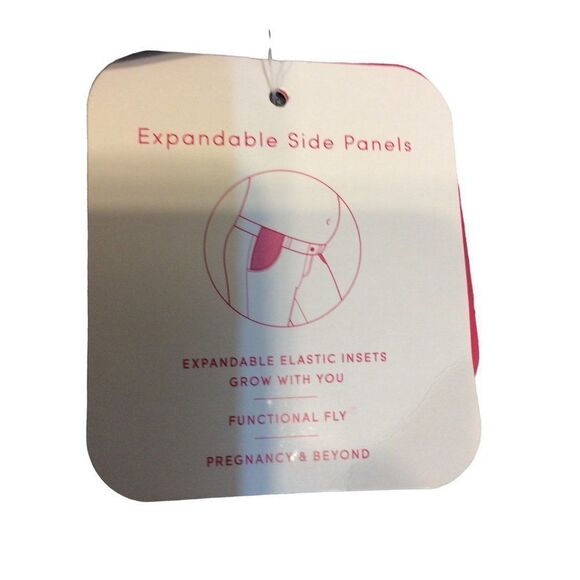 Expandable Side Panels
EXPANDABLE ELASTIC INSETS
GROW WITH YOU
FUNCTIONAL FLY
PREGNANCY & BEYOND